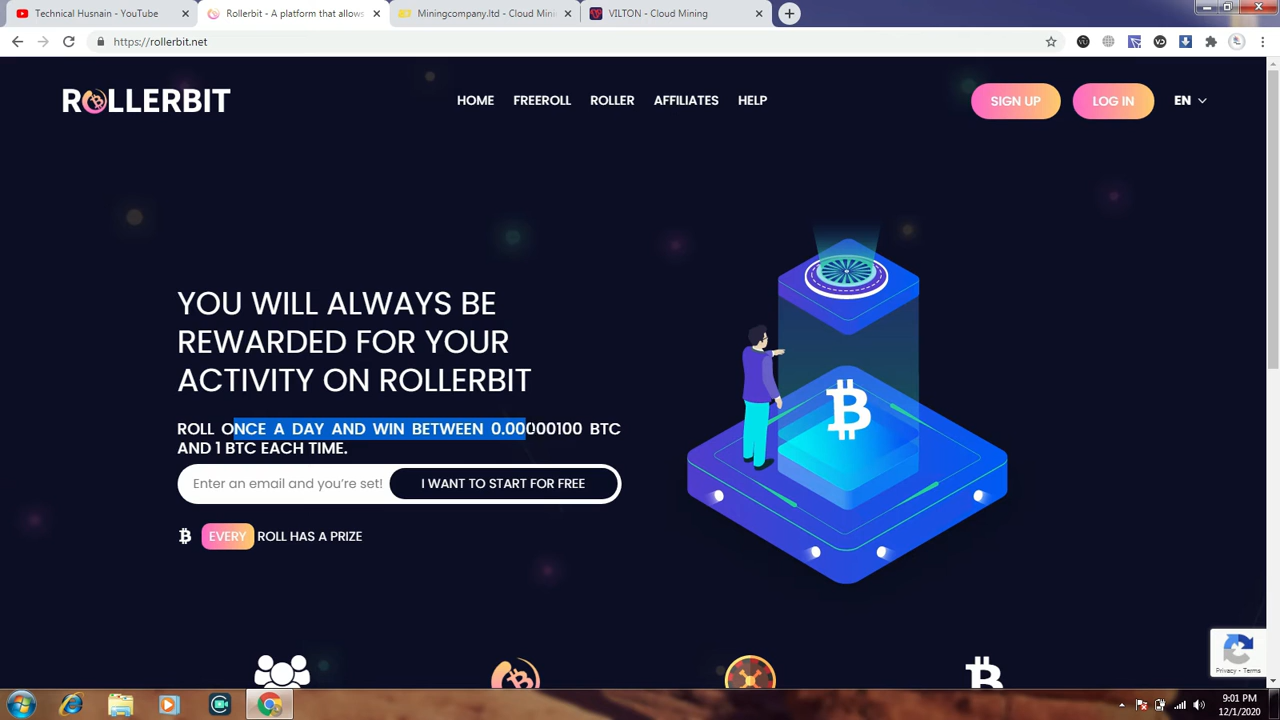 Technical Husnain - YouTube
Rollerbit - A platform that allows
Miningcompany.ltd - Cloud Min
VILTON - Cloud Mining
https://rollerbit.net
ROLLERBIT
HOME FREEROLL ROLLER AFFILIATES HELP
SIGN UP LOG IN EN
YOU WILL ALWAYS BE
REWARDED FOR YOUR
ACTIVITY ON ROLLERBIT
ROLL ONCE A DAY AND WIN BETWEEN 0.00000100 BTC
AND 1 BTC EACH TIME.
Enter an email and you're set! I WANT TO START FOR FREE
EVERY ROLL HAS A PRIZE
Privacy - Terms
9:01 PM
12/1/2020